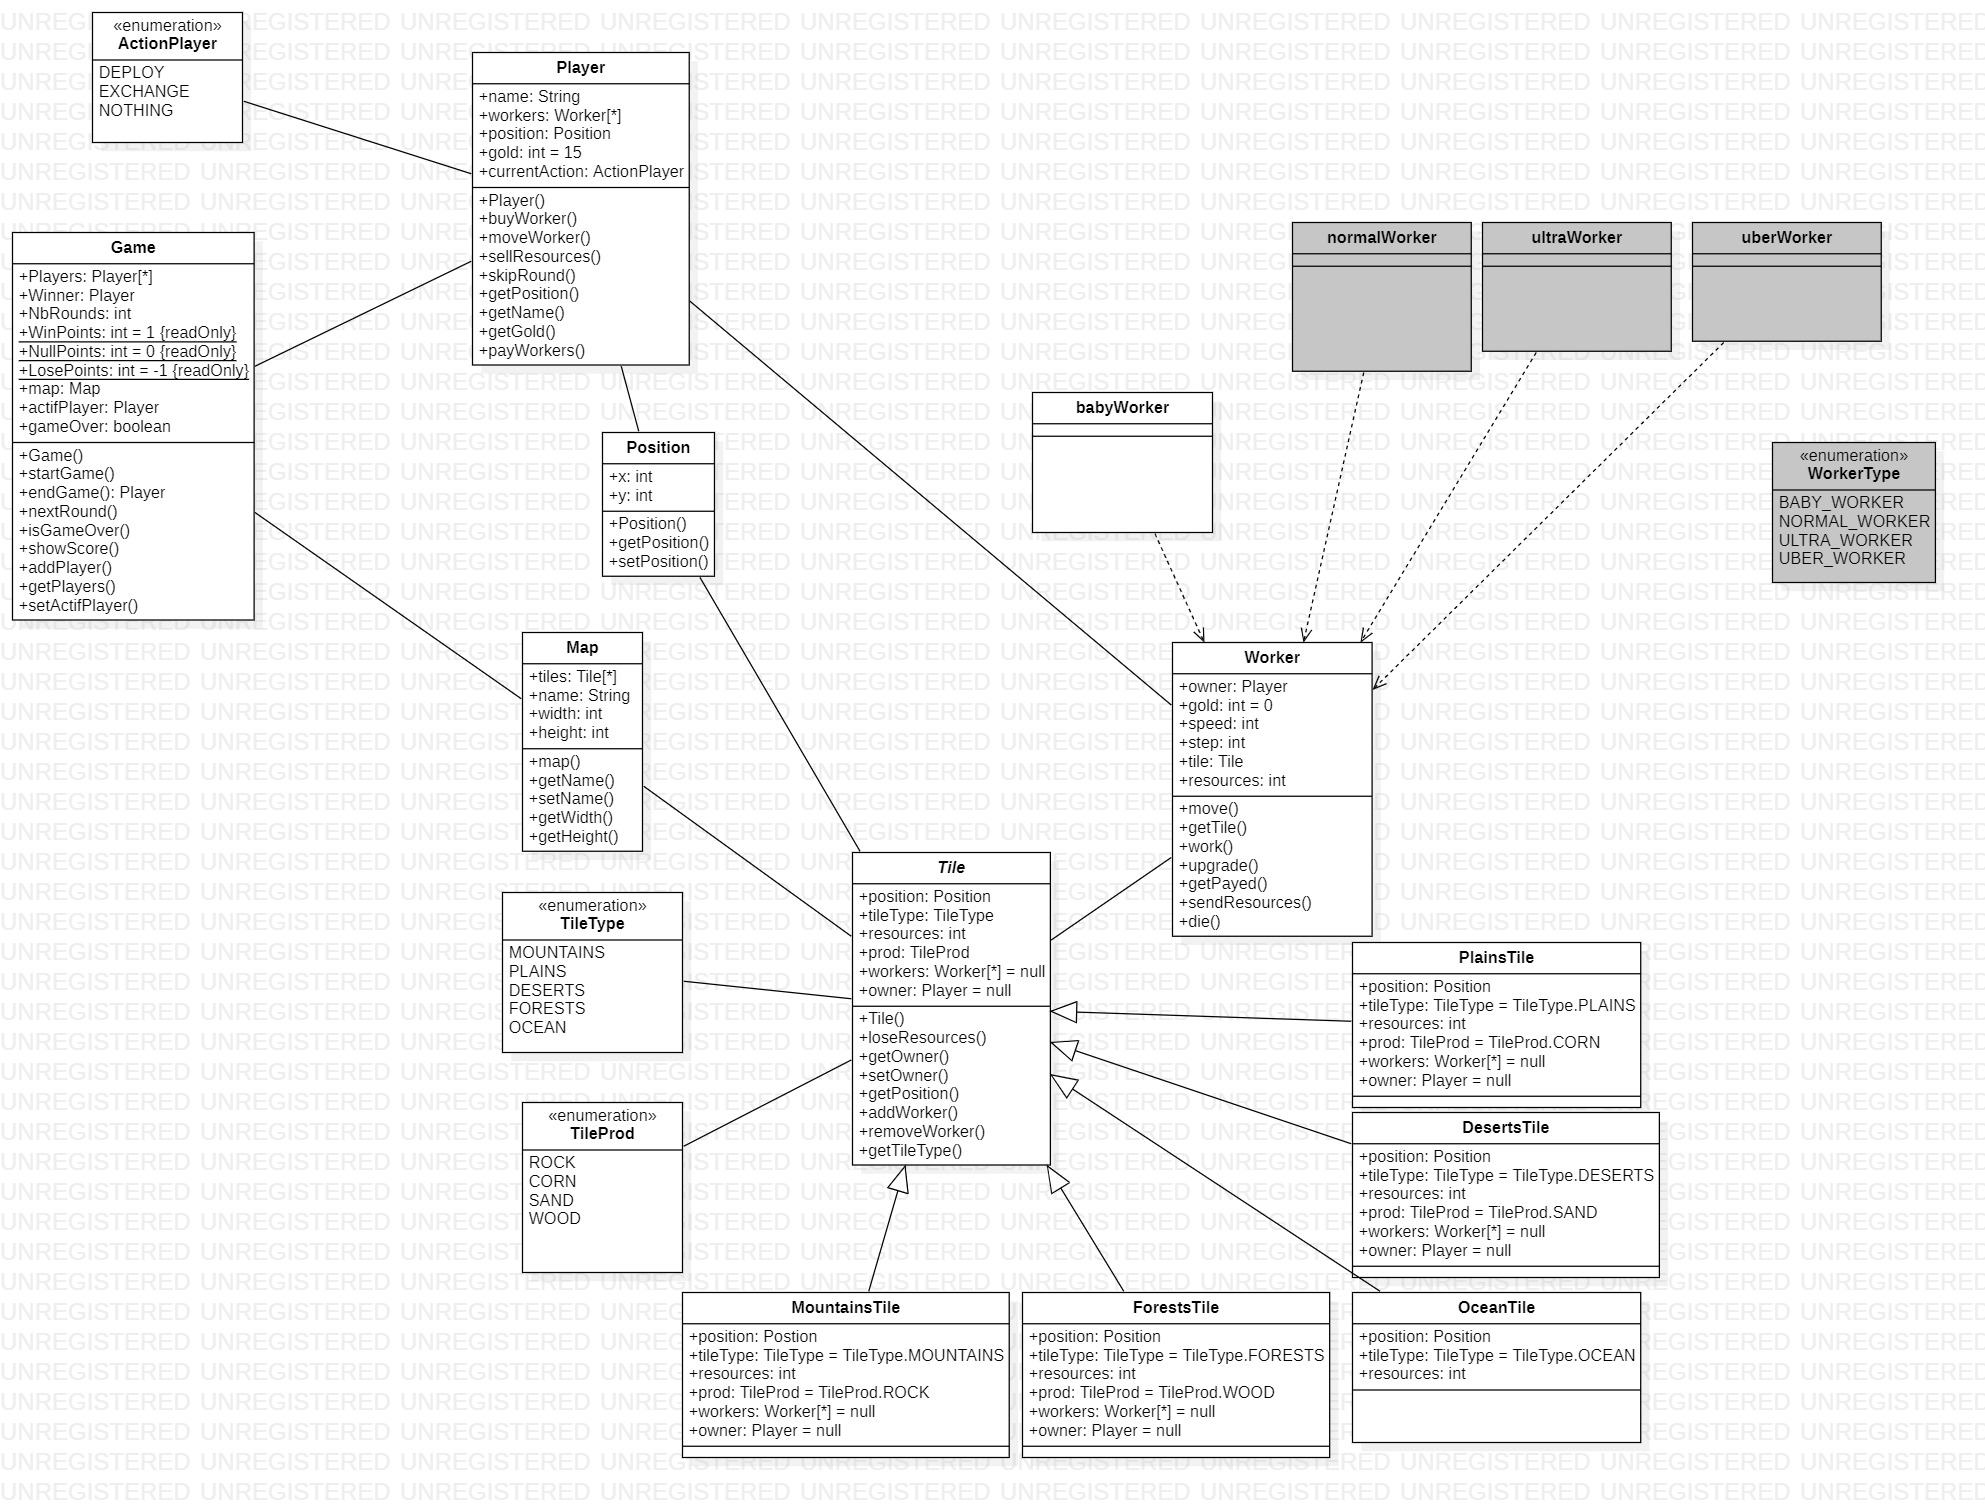 «enumeration»
ActionPlayer
DEPLOY
EXCHANGE
NOTHING
Player
+name: String
+workers: Worker[*]
+position: Position
+gold: int = 15
+currentAction: ActionPlayer
+Player()
+buyWorker()
+moveWorker()
+sellResources()
+skipRound()
+getPosition()
+getName()
+getGold()
+payWorkers()
Game
+Players: Player[*]
+Winner: Player
+NbRounds: int
+WinPoints: int = 1 {readOnly}
+NullPoints: int = 0 {readOnly}
+LosePoints: int = -1 {readOnly}
+map: Map
+actifPlayer: Player
+gameOver: boolean
+Game()
+startGame()
+endGame(): Player
+nextRound()
+isGameOver()
+showScore()
+addPlayer()
+getPlayers()
+setActifPlayer()
normalWorker
ultraWorker
uberWorker
babyWorker
«enumeration»
WorkerType
BABY_WORKER
NORMAL_WORKER
ULTRA_WORKER
UBER_WORKER
Position
+x: int
+y: int
+Position()
+getPosition()
+setPosition()
Map
+tiles: Tile[*]
+name: String
+width: int
+height: int
+map()
+getName()
+setName()
+getWidth()
+getHeight()
Worker
+owner: Player
+gold: int = 0
+speed: int
+step: int
+tile: Tile
+resources: int
+move()
+getTile()
+work()
+upgrade()
+getPayed()
+sendResources()
+die()
Tile
+position: Position
+tileType: TileType
+resources: int
+prod: TileProd
+workers: Worker[*] = null
+owner: Player = null
+Tile()
+loseResources()
+getOwner()
+setOwner()
+getPosition()
+addWorker()
+removeWorker()
+getTileType()
«enumeration»
TileType
MOUNTAINS
PLAINS
DESERTS
FORESTS
OCEAN
«enumeration»
TileProd
ROCK
CORN
SAND
WOOD
PlainsTile
+position: Position
+tileType: TileType = TileType.PLAINS
+resources: int
+prod: TileProd = TileProd.CORN
+workers: Worker[*] = null
+owner: Player = null
DesertsTile
+position: Position
+tileType: TileType = TileType.DESERTS
+resources: int
+prod: TileProd = TileProd.SAND
+workers: Worker[*] = null
+owner: Player = null
MountainsTile
+position: Postion
+tileType: TileType = TileType.MOUNTAINS
+resources: int
+prod: TileProd = TileProd.ROCK
+workers: Worker[*] = null
+owner: Player = null
ForestsTile
+position: Position
+tileType: TileType = TileType.FORESTS
+resources: int
+prod: TileProd = TileProd.WOOD
+workers: Worker[*] = null
+owner: Player = null
OceanTile
+position: Position
+tileType: TileType = TileType.OCEAN
+resources: int
UNREGISTERED